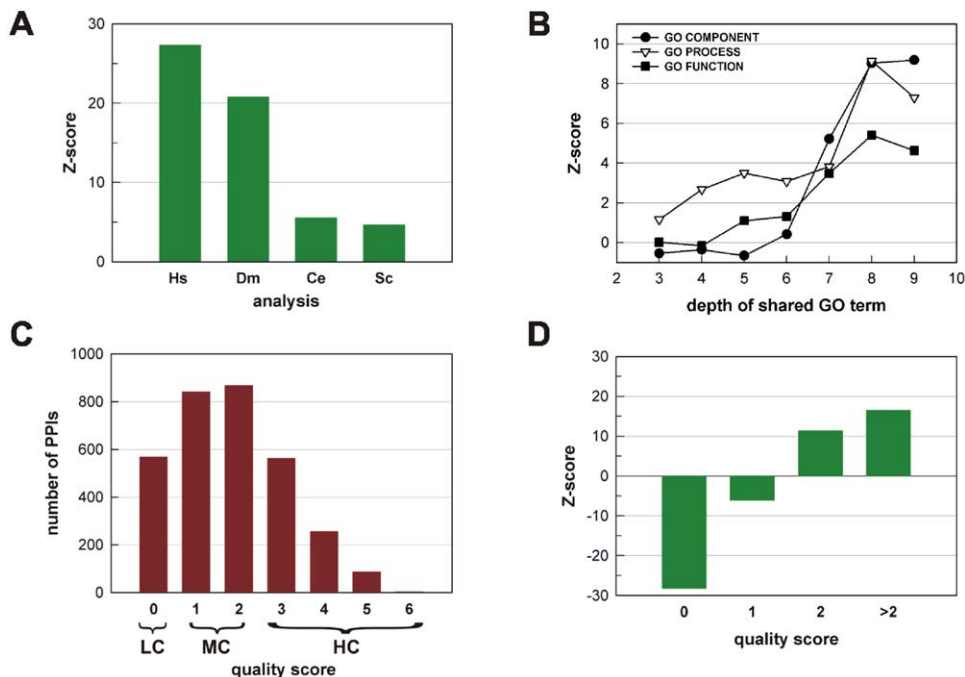 A
30
20
10
0
Z-score
Hs Dm Ce Sc
analysis
B
GO COMPONENT
GO PROCESS
GO FUNCTION
10
8
6
4
2
0
Z-score
2 3 4 5 6 7 8 9 10
depth of shared GO term
C
1000
800
600
400
200
0
number of PPIs
0 1 2 3 4 5 6
LC MC HC
quality score
D
30
20
10
0
-10
-20
-30
Z-score
0 1 2 >2
quality score